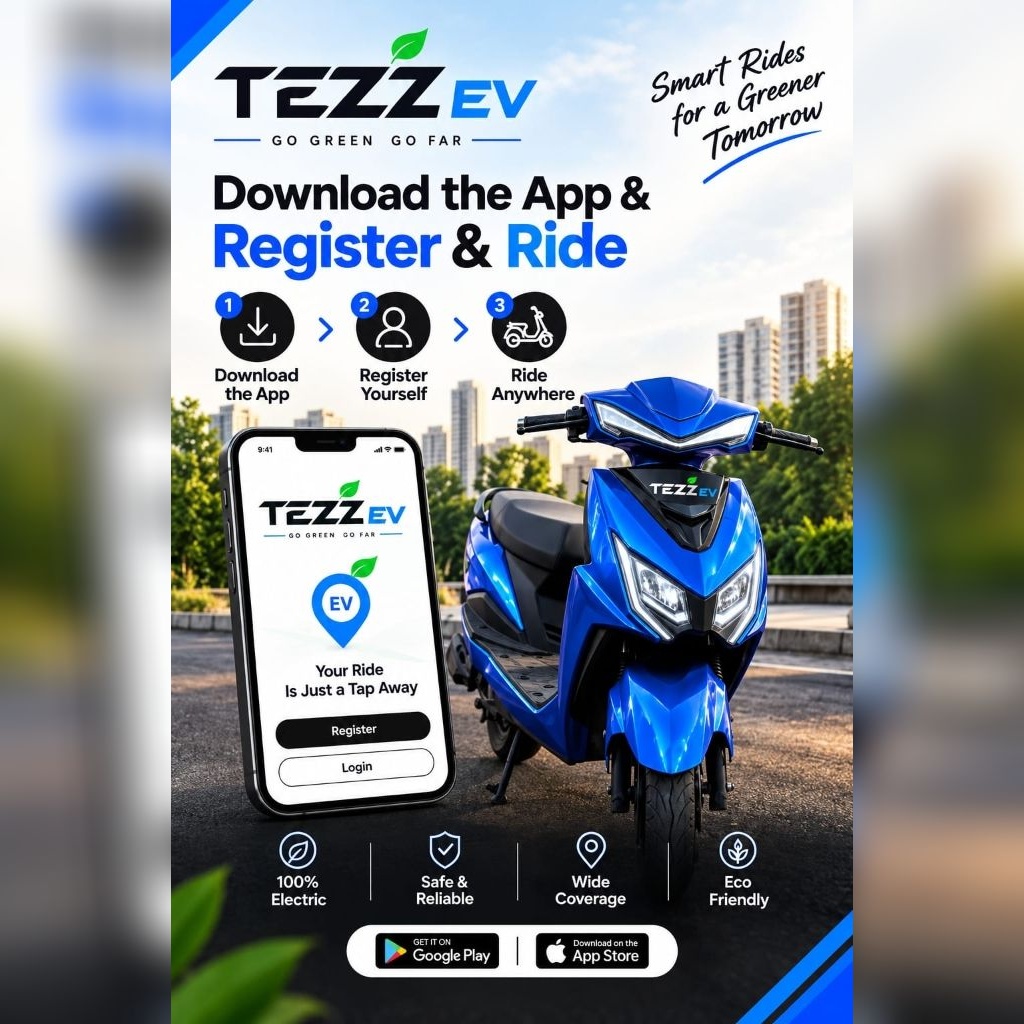 TEZZ EV
GO GREEN GO FAR
Smart Rides
for a Greener
Tomorrow
Download the App &
Register & Ride
1
2
3
Download
the App
Register
Yourself
Ride
Anywhere
9:41
TEZZ EV
GO GREEN GO FAR
EV
Your Ride
Is Just a Tap Away
Register
Login
TEZZ EV
100%
Electric
Safe &
Reliable
Wide
Coverage
Eco
Friendly
GET IT ON
Google Play
Download on the
App Store